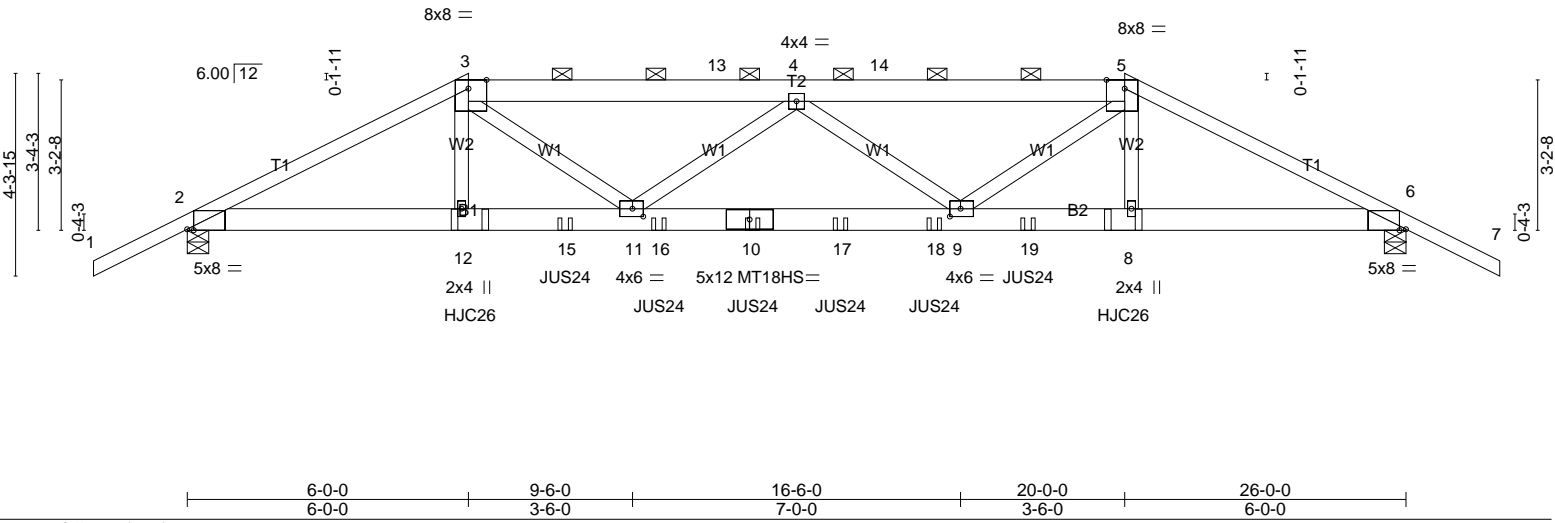 8x8 =
8x8 =
4x4 =
6.00 12
0-1-11
3
13
4
14
5
0-1-11
T2
4-3-15
3-4-3
3-2-8
W2
W1
W1
W1
W1
W2
3-2-8
T1
T1
2
6
0-4-3
B2
0-4-3
1
7
5x8 =
12
15
11
16
10
17
18
9
19
8
5x8 =
2x4 ||
JUS24
4x6 =
5x12 MT18HS=
4x6 =
JUS24
2x4 ||
HJC26
JUS24
JUS24
JUS24
JUS24
HJC26
6-0-0
9-6-0
16-6-0
20-0-0
26-0-0
6-0-0
3-6-0
7-0-0
3-6-0
6-0-0